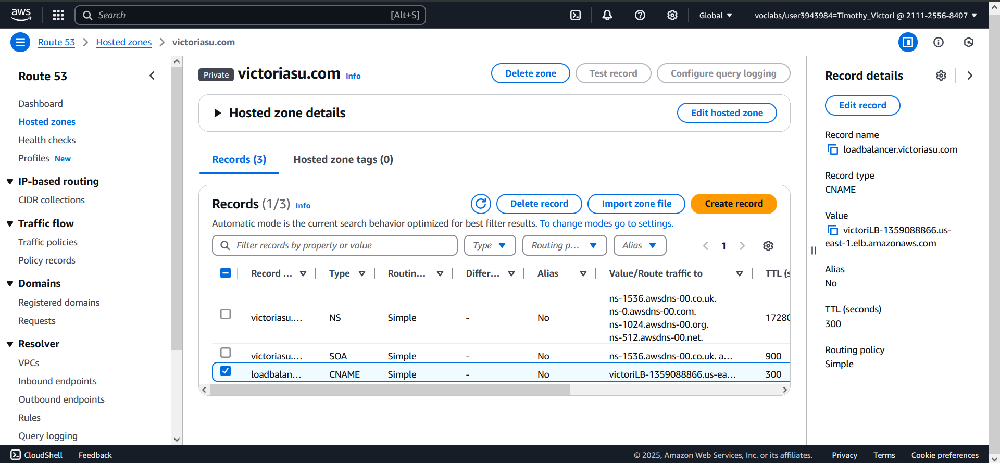 aws
Search
[Alt+S]
Global
voclabs/user3943984=Timothy_Victori @ 2111-2556-8407
Route 53
Hosted zones
victoriasu.com
Route 53
Dashboard
Hosted zones
Health checks
Profiles New
IP-based routing
CIDR collections
Traffic flow
Traffic policies
Policy records
Domains
Registered domains
Requests
Resolver
VPCs
Inbound endpoints
Outbound endpoints
Rules
Query logging
Private victoriasu.com Info
Delete zone
Test record
Configure query logging
Hosted zone details
Edit hosted zone
Records (3)
Hosted zone tags (0)
Records (1/3) Info
Delete record
Import zone file
Create record
Automatic mode is the current search behavior optimized for best filter results. To change modes go to settings.
Filter records by property or value
Type
Routing p...
Alias
1
Record ... Type Routin... Differ... Alias Value/Route traffic to TTL (s
victoriasu.... NS Simple - No ns-1536.awsdns-00.co.uk. 17280
ns-0.awsdns-00.com.
ns-1024.awsdns-00.org.
ns-512.awsdns-00.net.
victoriasu.... SOA Simple - No ns-1536.awsdns-00.co.uk. a... 900
loadbalan... CNAME Simple - No victoriLB-1359088866.us-ea... 300
Record details
Edit record
Record name
loadbalancer.victoriasu.com
Record type
CNAME
Value
victoriLB-1359088866.us-
east-1.elb.amazonaws.com
Alias
No
TTL (seconds)
300
Routing policy
Simple
CloudShell
Feedback
© 2025, Amazon Web Services, Inc. or its affiliates.
Privacy
Terms
Cookie preferences